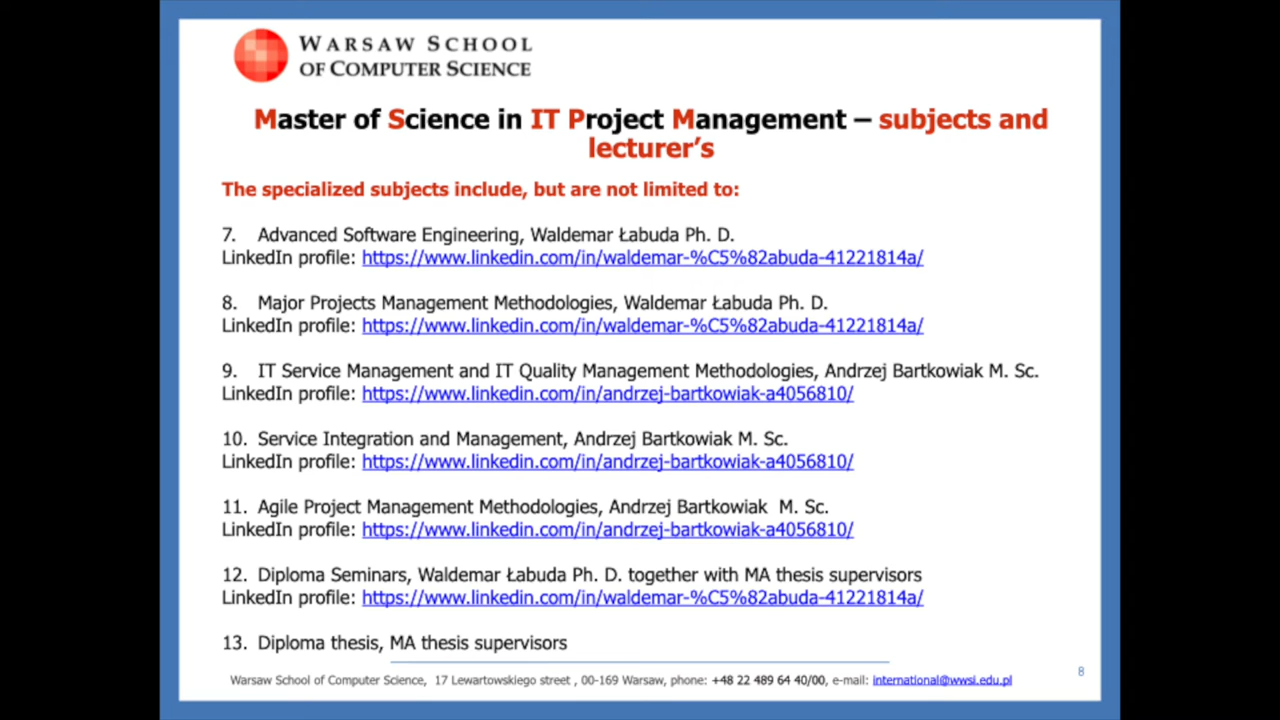 WARSAW SCHOOL
OF COMPUTER SCIENCE
Master of Science in IT Project Management – subjects and
lecturer’s
The specialized subjects include, but are not limited to:
7. Advanced Software Engineering, Waldemar Łabuda Ph. D.
LinkedIn profile: https://www.linkedin.com/in/waldemar-%C5%82abuda-41221814a/
8. Major Projects Management Methodologies, Waldemar Łabuda Ph. D.
LinkedIn profile: https://www.linkedin.com/in/waldemar-%C5%82abuda-41221814a/
9. IT Service Management and IT Quality Management Methodologies, Andrzej Bartkowiak M. Sc.
LinkedIn profile: https://www.linkedin.com/in/andrzej-bartkowiak-a4056810/
10. Service Integration and Management, Andrzej Bartkowiak M. Sc.
LinkedIn profile: https://www.linkedin.com/in/andrzej-bartkowiak-a4056810/
11. Agile Project Management Methodologies, Andrzej Bartkowiak M. Sc.
LinkedIn profile: https://www.linkedin.com/in/andrzej-bartkowiak-a4056810/
12. Diploma Seminars, Waldemar Łabuda Ph. D. together with MA thesis supervisors
LinkedIn profile: https://www.linkedin.com/in/waldemar-%C5%82abuda-41221814a/
13. Diploma thesis, MA thesis supervisors
8
Warsaw School of Computer Science, 17 Lewartowskiego street , 00-169 Warsaw, phone: +48 22 489 64 40/00, e-mail: international@wwsi.edu.pl